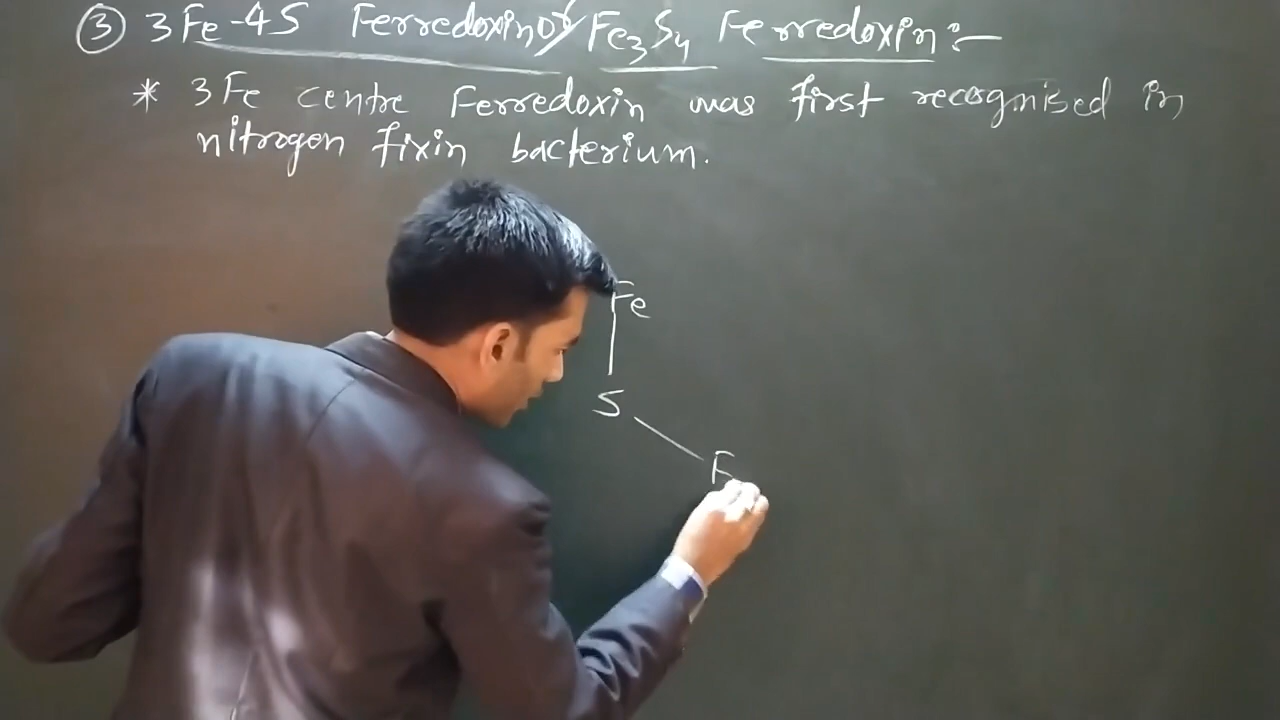 ③ 3Fe-4S Ferredoxin or Fe₃S₄ Ferredoxin:-
* 3Fe centre Ferredoxin was first recognised in
nitrogen fixin bacterium.
Fe
S
F